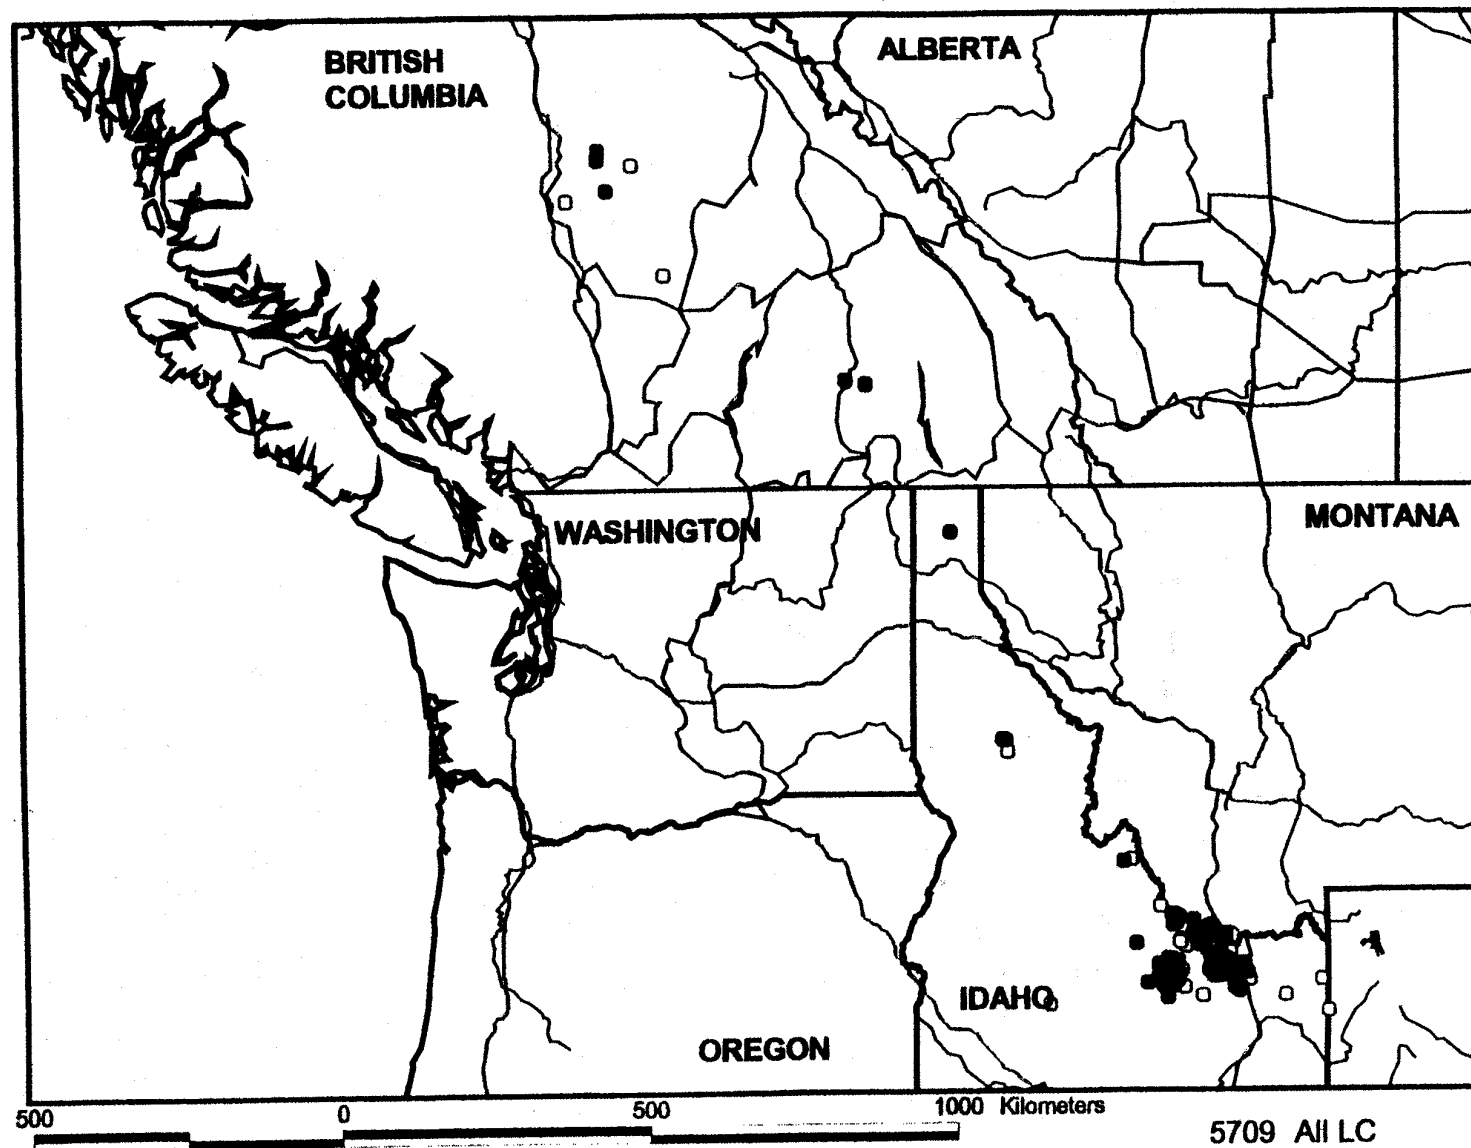 BRITISH
COLUMBIA
ALBERTA
WASHINGTON
MONTANA
IDAHO
OREGON
500 0 500 1000 Kilometers
5709 All LC